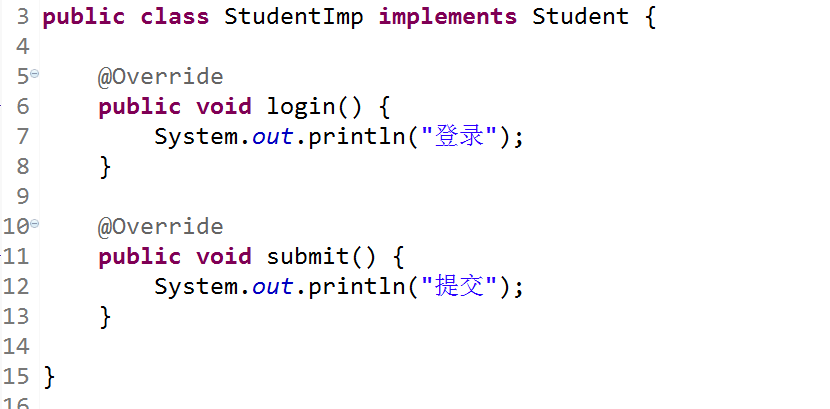 3 public class StudentImp implements Student {
4
5 @Override
6 public void login() {
7 System.out.println("登录");
8 }
9
10 @Override
11 public void submit() {
12 System.out.println("提交");
13 }
14
15 }
16